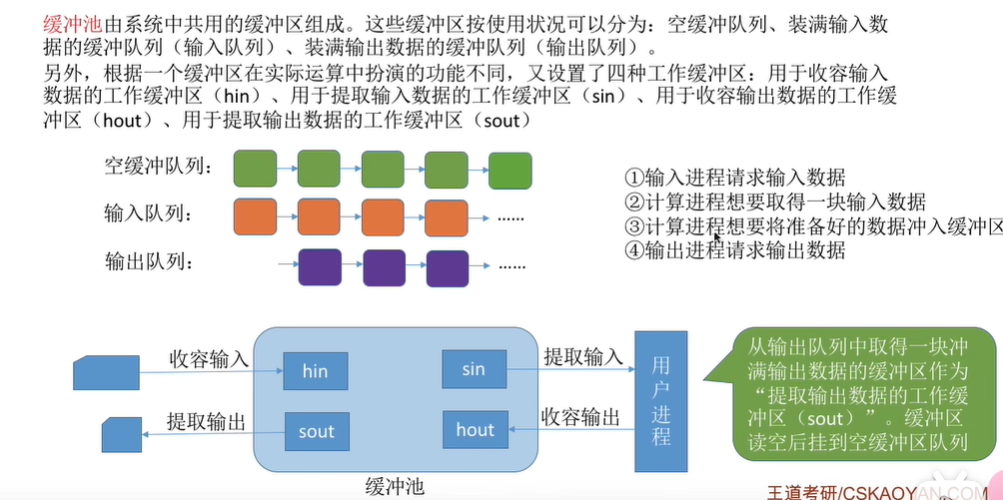 缓冲池由系统中共用的缓冲区组成。这些缓冲区按使用状况可以分为：空缓冲队列、装满输入数
据的缓冲队列（输入队列）、装满输出数据的缓冲队列（输出队列）。
另外，根据一个缓冲区在实际运算中扮演的功能不同，又设置了四种工作缓冲区：用于收容输入
数据的工作缓冲区（hin）、用于提取输入数据的工作缓冲区（sin）、用于收容输出数据的工作缓
冲区（hout）、用于提取输出数据的工作缓冲区（sout）
空缓冲队列：
输入队列：
……
输出队列：
……
①输入进程请求输入数据
②计算进程想要取得一块输入数据
③计算进程想要将准备好的数据冲入缓冲区
④输出进程请求输出数据
收容输入
hin
sin
提取输入
提取输出
sout
hout
收容输出
用户进程
缓冲池
从输出队列中取得一块冲
满输出数据的缓冲区作为
“提取输出数据的工作缓
冲区（sout）”。缓冲区
读空后挂到空缓冲区队列
王道考研/CSKAOYAN.COM